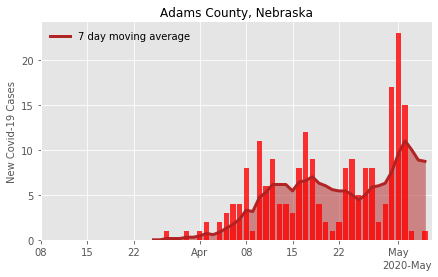 Adams County, Nebraska
7 day moving average
New Covid-19 Cases
20
15
10
5
0
08 15 22 Apr 08 15 22 May
2020-May